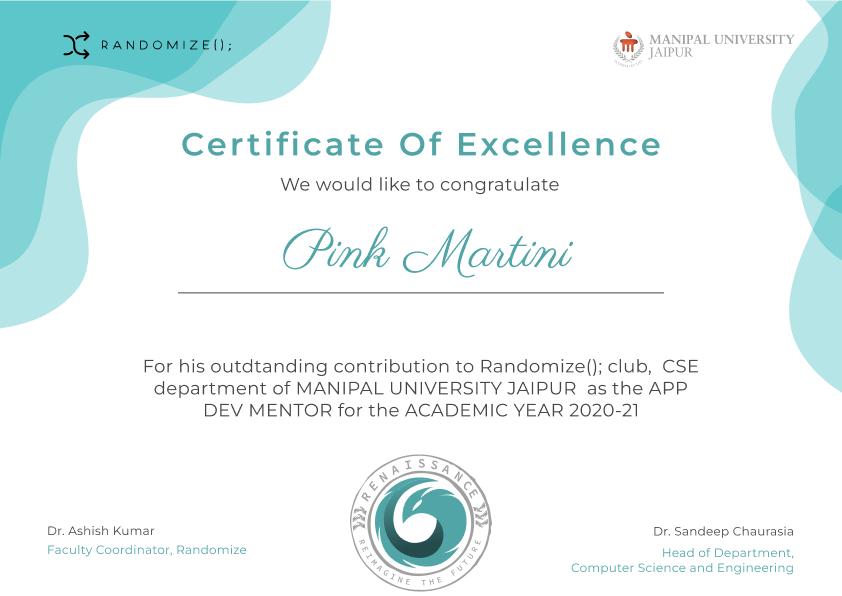 RANDOMIZE();
MANIPAL UNIVERSITY
JAIPUR
Certificate Of Excellence
We would like to congratulate
Pink Martini
For his outdtanding contribution to Randomize(); club, CSE
department of MANIPAL UNIVERSITY JAIPUR as the APP
DEV MENTOR for the ACADEMIC YEAR 2020-21
RENAISSANCE
REIMAGINE THE FUTURE
Dr. Ashish Kumar
Faculty Coordinator, Randomize
Dr. Sandeep Chaurasia
Head of Department,
Computer Science and Engineering